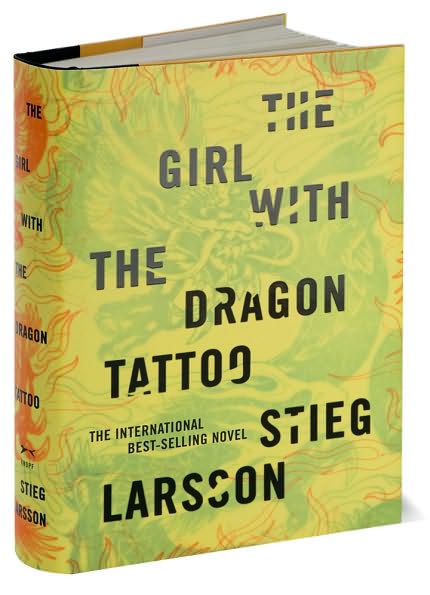 THE
GIRL
WITH
THE
DRAGON
TATTOO
THE INTERNATIONAL
BEST-SELLING NOVEL
STIEG
LARSSON
THE
GIRL
WITH
THE
DRAGON
TATTOO
KNOPF
STIEG
LARSSON